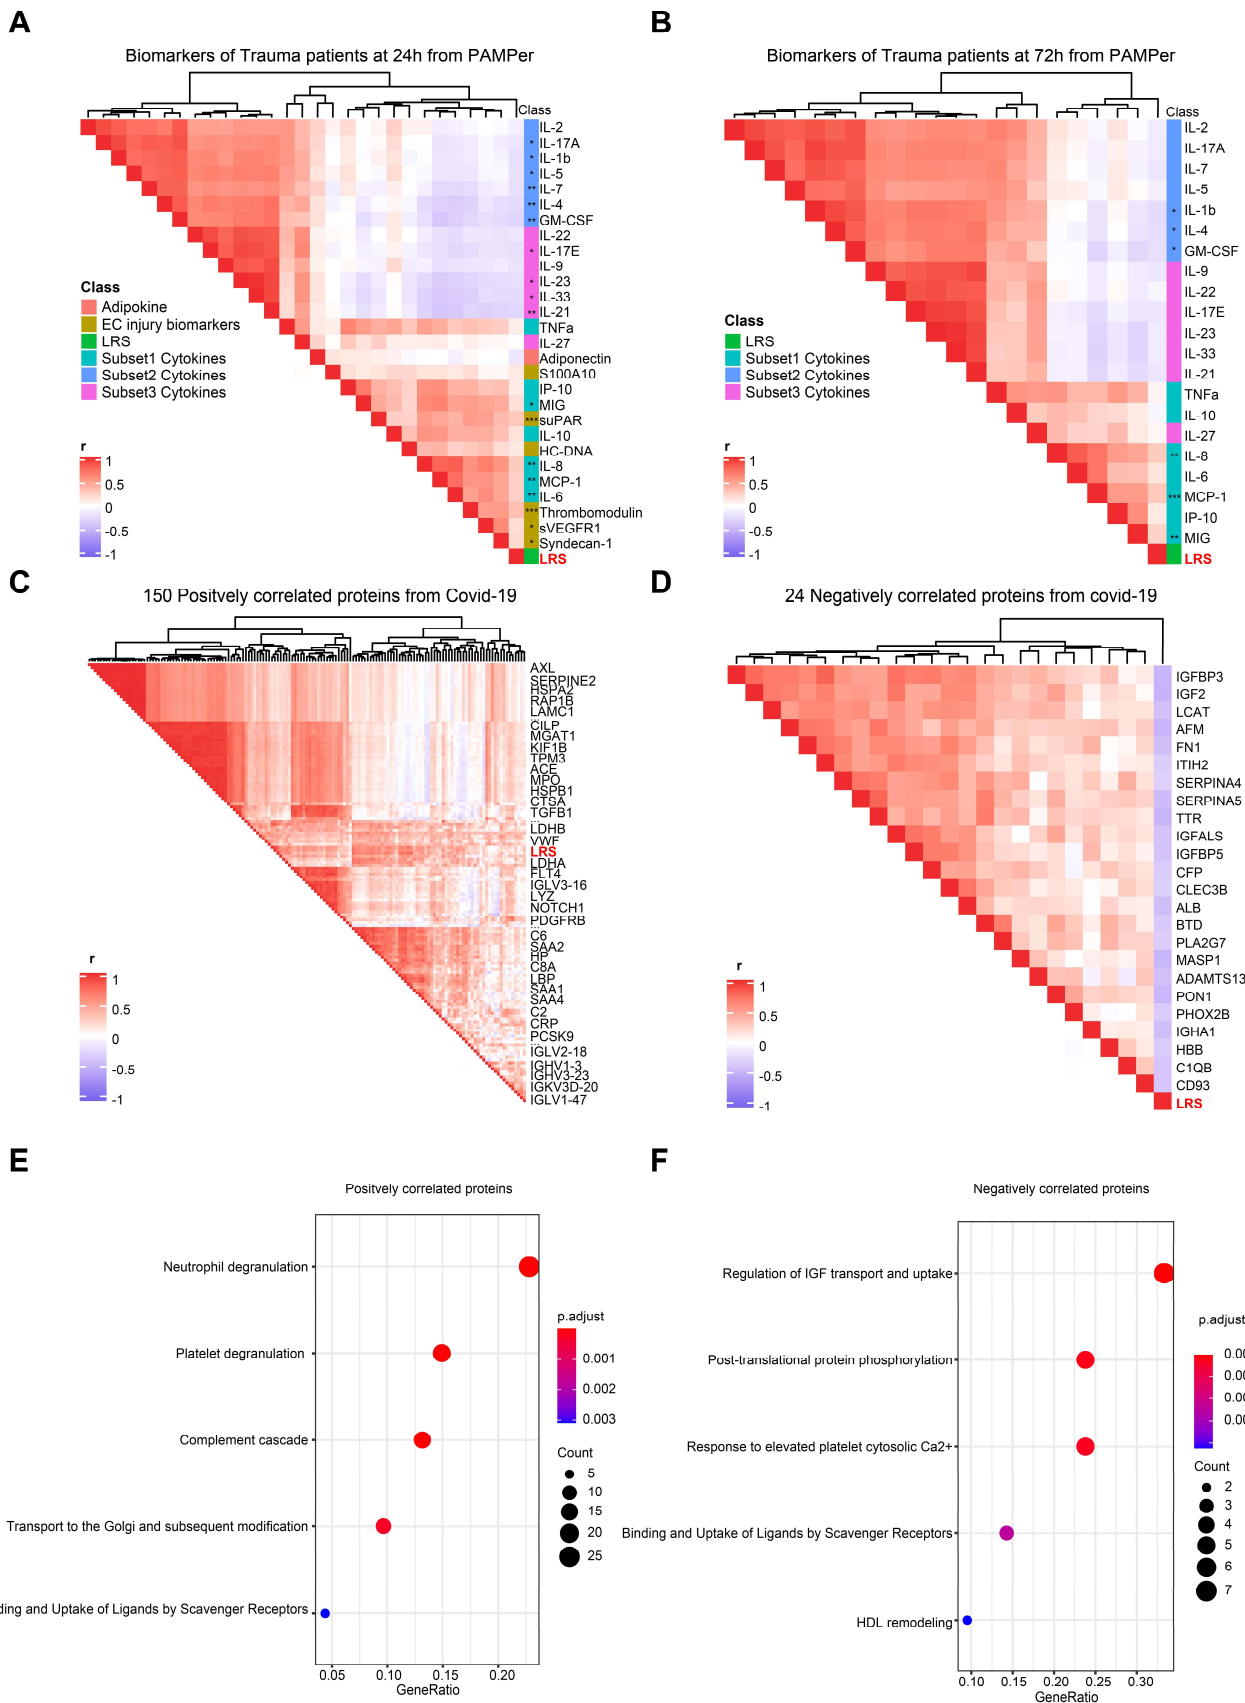 A
Biomarkers of Trauma patients at 24h from PAMPer
Class
IL-2
* IL-17A
* IL-1b
* IL-5
** IL-7
** IL-4
** GM-CSF
IL-22
* IL-17E
IL-9
* IL-23
* IL-33
** IL-21
TNFa
IL-27
Adiponectin
S100A10
IP-10
* MIG
*** suPAR
IL-10
HC-DNA
** IL-8
** MCP-1
** IL-6
*** Thrombomodulin
* sVEGFR1
* Syndecan-1
LRS
Class
Adipokine
EC injury biomarkers
LRS
Subset1 Cytokines
Subset2 Cytokines
Subset3 Cytokines
r
1
0.5
0
-0.5
-1
B
Biomarkers of Trauma patients at 72h from PAMPer
Class
IL-2
IL-17A
IL-7
IL-5
* IL-1b
* IL-4
* GM-CSF
IL-9
IL-22
IL-17E
IL-23
IL-33
IL-21
TNFa
IL-10
IL-27
** IL-8
IL-6
*** MCP-1
IP-10
** MIG
LRS
Class
LRS
Subset1 Cytokines
Subset2 Cytokines
Subset3 Cytokines
r
1
0.5
0
-0.5
-1
C
150 Positvely correlated proteins from Covid-19
AXL
SERPINE2
HSPA2
RAP1B
LAMC1
CILP
MGAT1
KIF1B
TPM3
ACE
MPO
HSPB1
CTSA
TGFB1
...
LDHB
VWF
LRS
LDHA
FLT4
IGLV3-16
LYZ
NOTCH1
PDGFRB
...
C6
SAA2
HP
C8A
LBP
SAA1
SAA4
C2
CRP
PCSK9
...
IGLV2-18
IGHV1-3
IGHV3-23
IGKV3D-20
IGLV1-47
r
1
0.5
0
-0.5
-1
D
24 Negatively correlated proteins from covid-19
IGFBP3
IGF2
LCAT
AFM
FN1
ITIH2
SERPINA4
SERPINA5
TTR
IGFALS
IGFBP5
CFP
CLEC3B
ALB
BTD
PLA2G7
MASP1
ADAMTS13
PON1
PHOX2B
IGHA1
HBB
C1QB
CD93
LRS
r
1
0.5
0
-0.5
-1
E
Positvely correlated proteins
Neutrophil degranulation
Platelet degranulation
Complement cascade
Transport to the Golgi and subsequent modification
ding and Uptake of Ligands by Scavenger Receptors
0.05 0.10 0.15 0.20
GeneRatio
p.adjust
0.001
0.002
0.003
Count
5
10
15
20
25
F
Negatively correlated proteins
Regulation of IGF transport and uptake
Post-translational protein phosphorylation
Response to elevated platelet cytosolic Ca2+
Binding and Uptake of Ligands by Scavenger Receptors
HDL remodeling
0.10 0.15 0.20 0.25 0.30
GeneRatio
p.adjust
0.00
0.00
0.00
0.00
Count
2
3
4
5
6
7